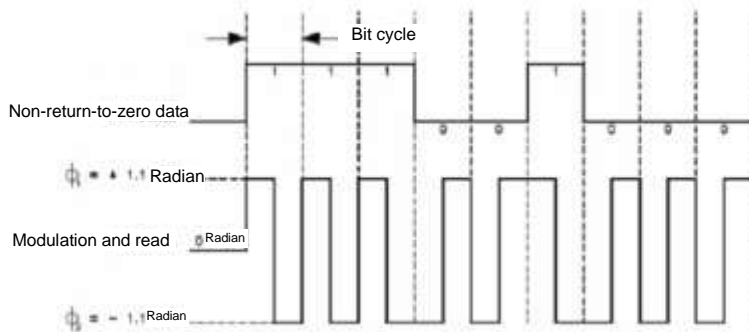 Bit cycle
1 1 1 1
Non-return-to-zero data
0 0 0 0 0
= + 1.1 Radian
Modulation and read 0 Radian
= - 1.1 Radian